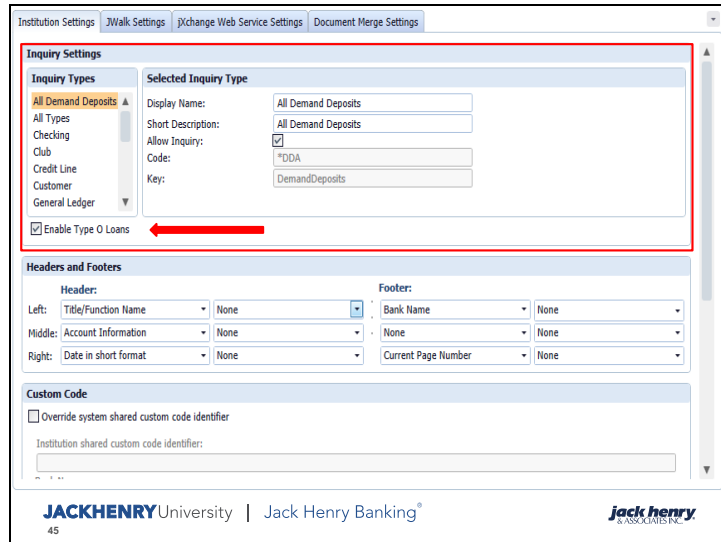 Institution Settings JWalk Settings jXchange Web Service Settings Document Merge Settings
Inquiry Settings
Inquiry Types
All Demand Deposits
All Types
Checking
Club
Credit Line
Customer
General Ledger
Selected Inquiry Type
Display Name: All Demand Deposits
Short Description: All Demand Deposits
Allow Inquiry:
Code: *DDA
Key: DemandDeposits
Enable Type O Loans
Headers and Footers
Header: Footer:
Left: Title/Function Name None Bank Name None
Middle: Account Information None None None
Right: Date in short format None Current Page Number None
Custom Code
Override system shared custom code identifier
Institution shared custom code identifier:
JACKHENRY University | Jack Henry Banking®
jack henry
& ASSOCIATES INC.
45